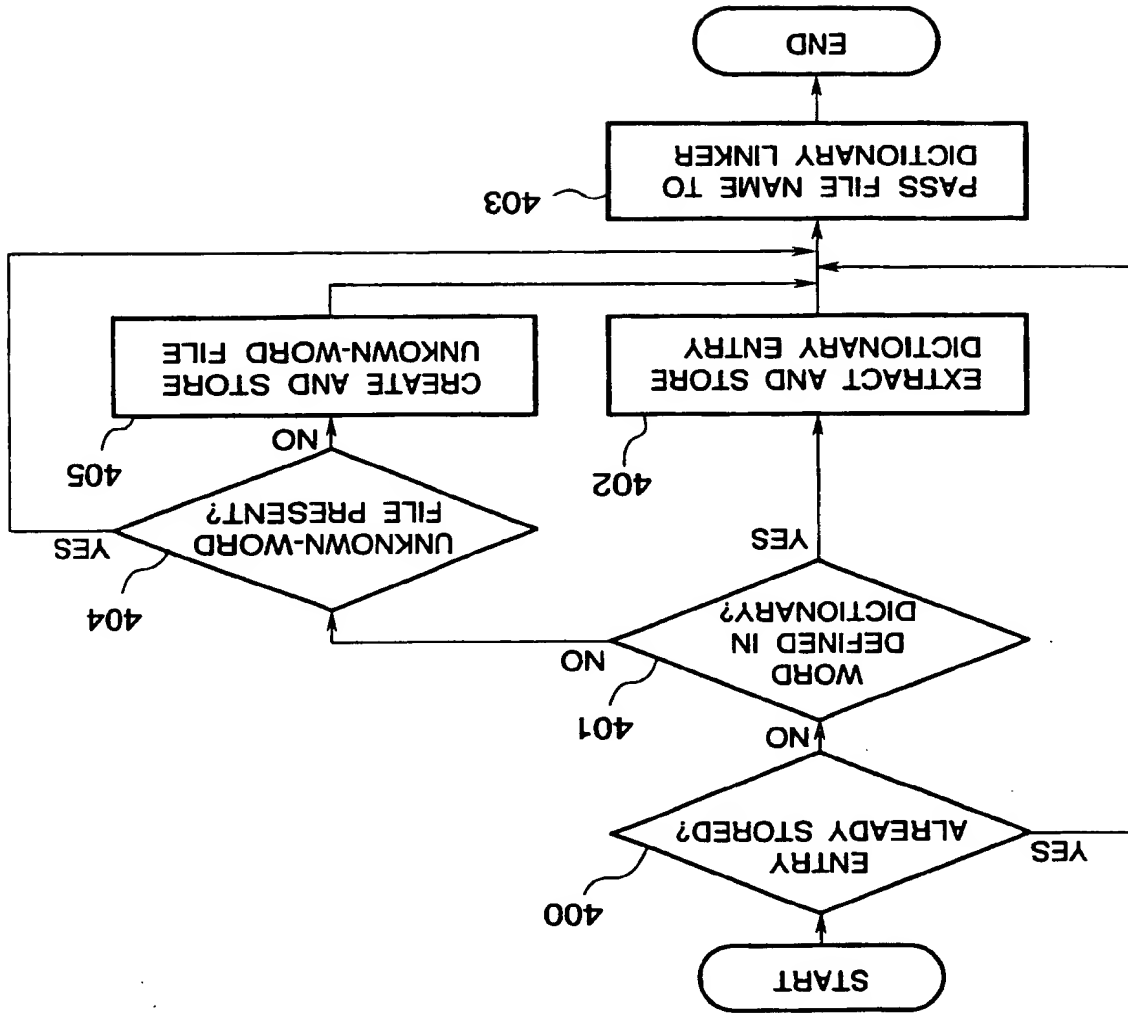 START
400
ENTRY
ALREADY STORED?
YES
NO
401
WORD
DEFINED IN
DICTIONARY?
NO
YES
404
UNKNOWN-WORD
FILE PRESENT?
YES
NO
402
EXTRACT AND STORE
DICTIONARY ENTRY
405
CREATE AND STORE
UNKOWN-WORD FILE
403
PASS FILE NAME TO
DICTIONARY LINKER
END